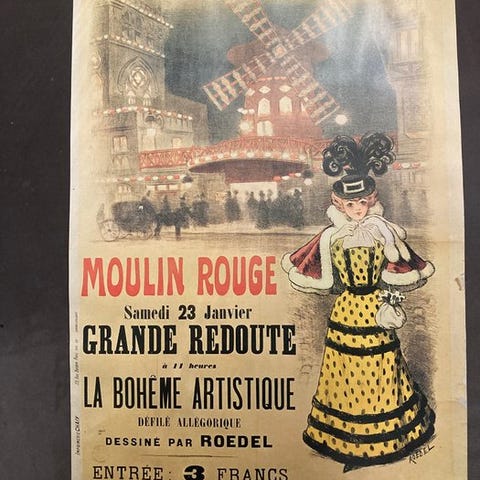 MOULIN ROUGE
Samedi 23 Janvier
GRANDE REDOUTE
à 11 heures
LA BOHÊME ARTISTIQUE
DÉFILÉ ALLÉGORIQUE
DESSINÉ PAR ROEDEL
ENTRÉE: 3 FRANCS
ROEDEL